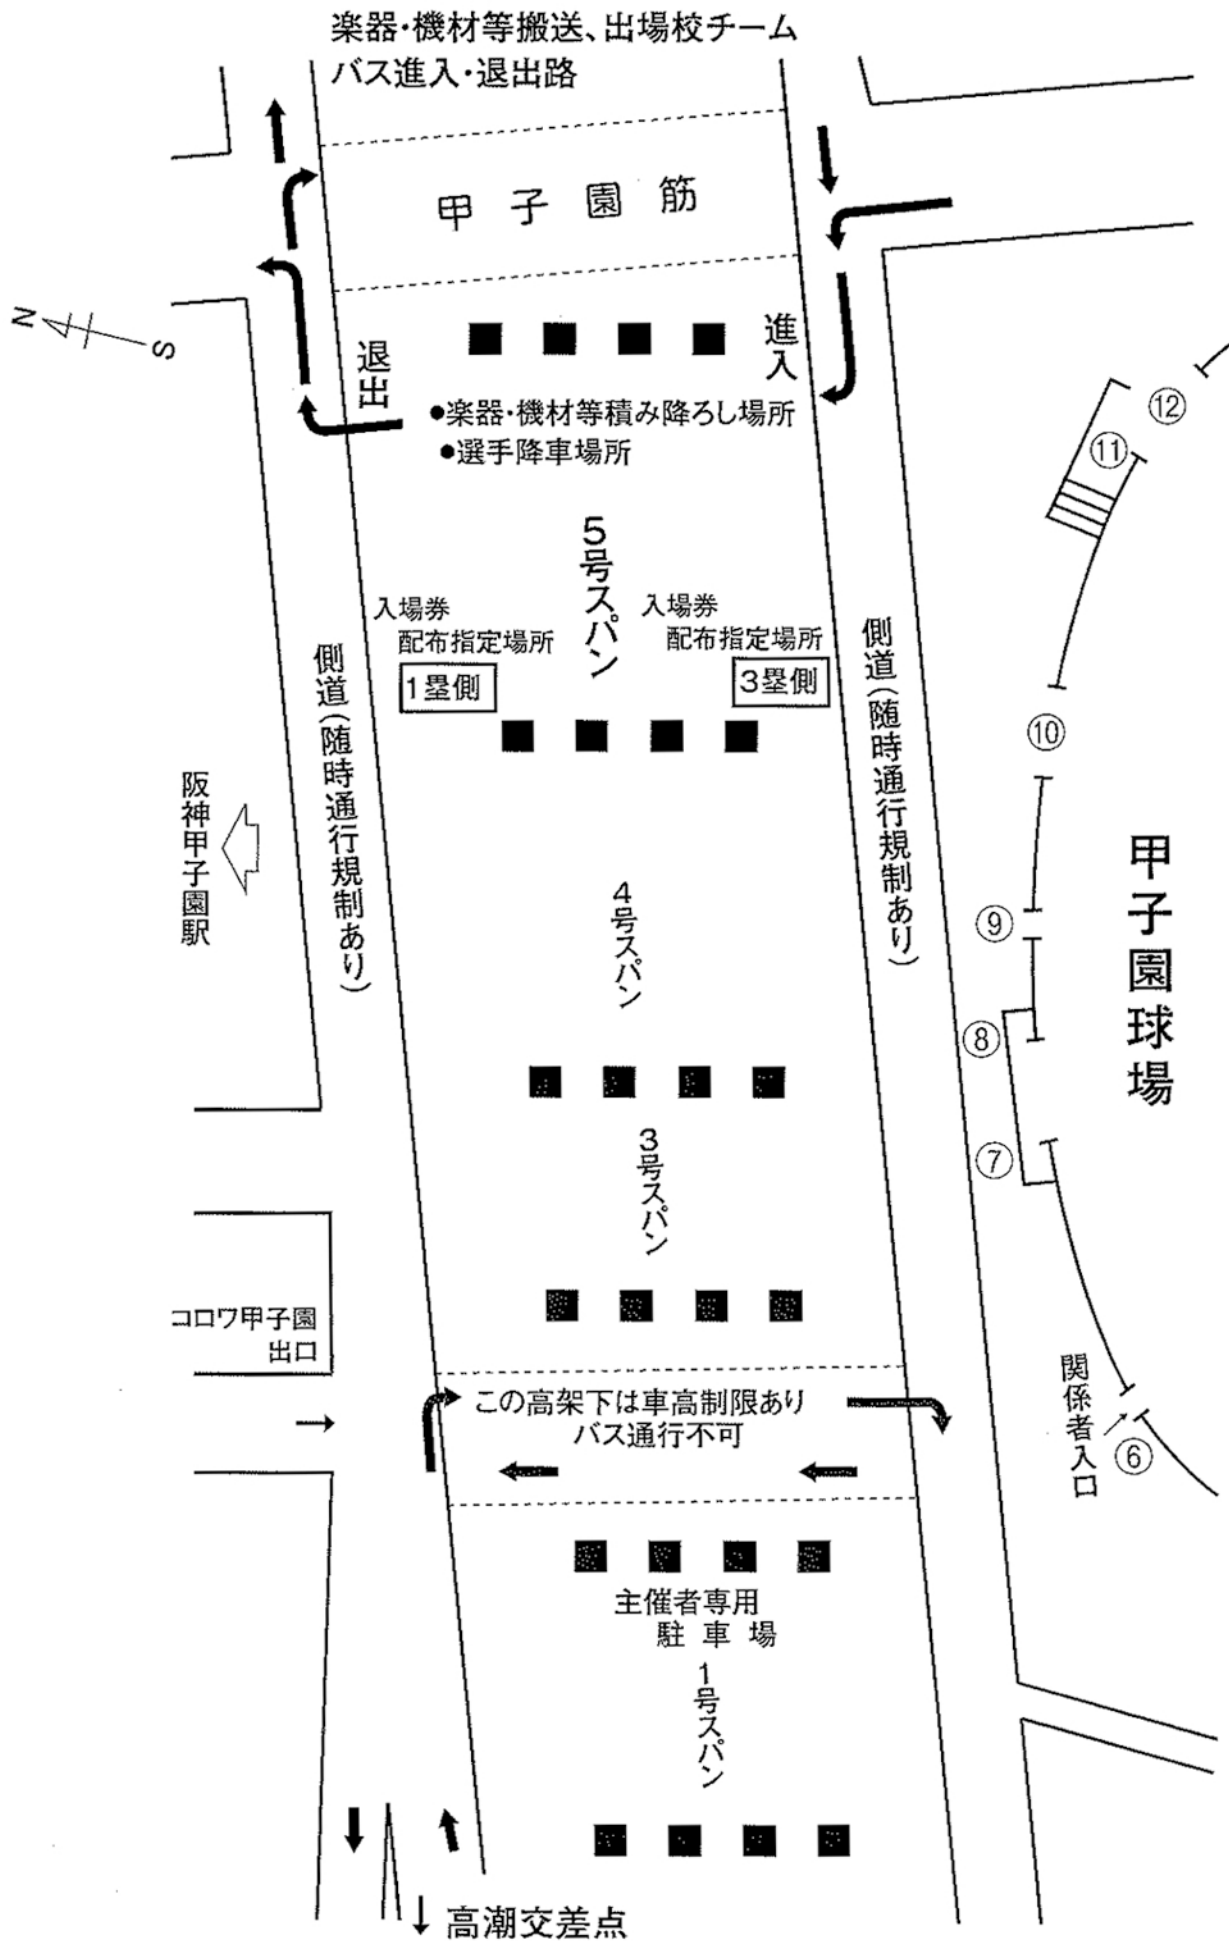 楽器・機材等搬送、出場校チーム
バス進入・退出路
甲子園筋
N
S
退出
進入
●楽器・機材等積み降ろし場所
●選手降車場所
⑫
⑪
5号スパン
入場券
配布指定場所
1塁側
入場券
配布指定場所
3塁側
側道(随時通行規制あり)
側道(随時通行規制あり)
⑩
阪神甲子園駅
甲子園球場
4号スパン
⑨
⑧
3号スパン
⑦
コロワ甲子園
出口
この高架下は車高制限あり
バス通行不可
関係者入口
⑥
主催者専用
駐車場
1号スパン
高潮交差点